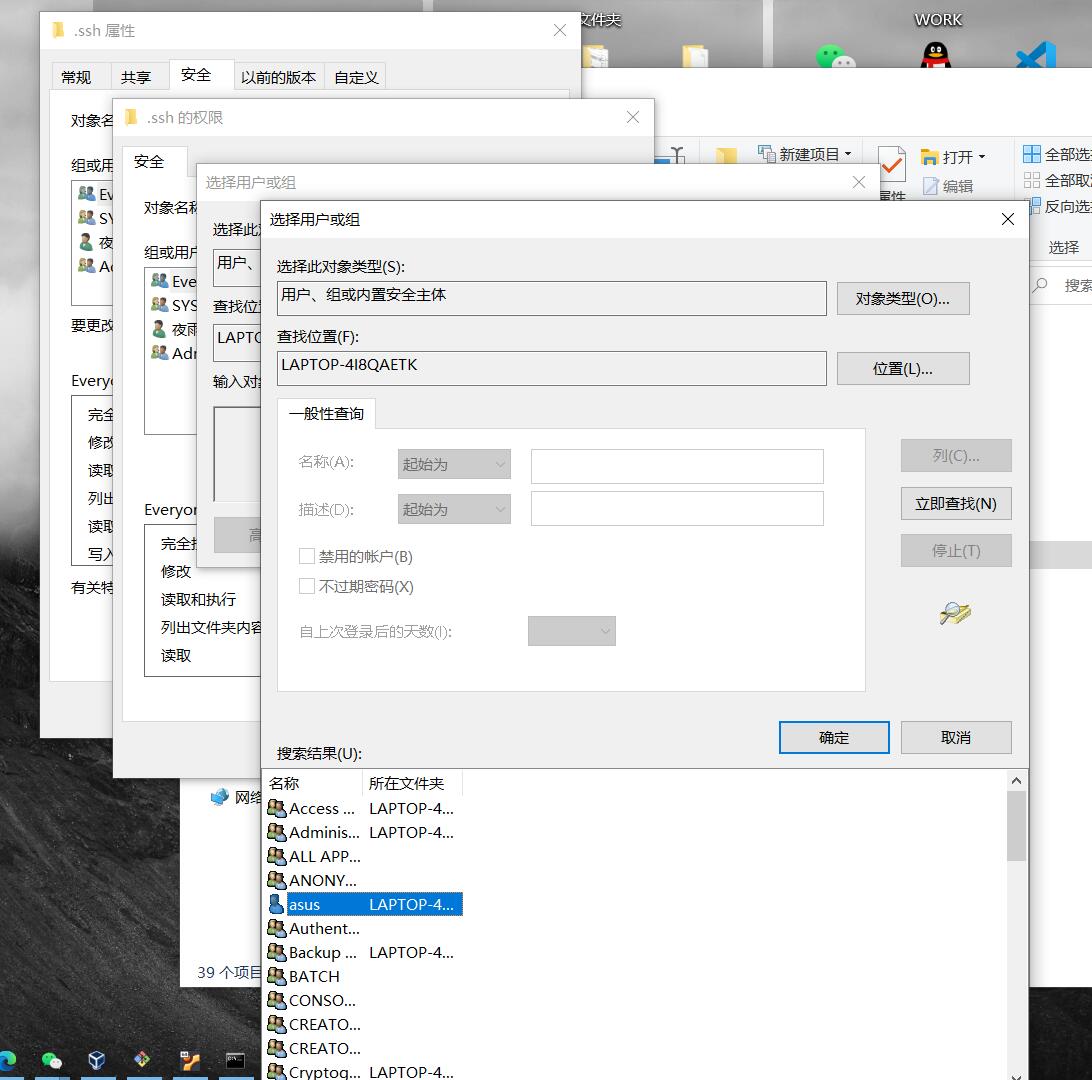 .ssh 属性
文件夹
WORK
常规
共享
安全
以前的版本
自定义
对象名
.ssh 的权限
组或用
安全
新建项目
打开
全部选
编辑
全部取
属性
反向选
选择
搜索
Ev
SY
夜
Ad
对象名称
选择用户或组
选择此
组或用户
用户、
Eve
SYS
夜雨
Adr
查找位
LAPTO
要更改
输入对
Everyo
完全
修改
读取
列出
读取
写入
有关特
Everyor
高
完全控
修改
读取和执行
列出文件夹内容
读取
选择用户或组
选择此对象类型(S):
用户、组或内置安全主体
对象类型(O)...
查找位置(F):
LAPTOP-4I8QAETK
位置(L)...
一般性查询
名称(A):
起始为
列(C)...
描述(D):
起始为
立即查找(N)
禁用的帐户(B)
停止(T)
不过期密码(X)
自上次登录后的天数(I):
确定
取消
搜索结果(U):
名称
所在文件夹
Access ... LAPTOP-4...
Adminis... LAPTOP-4...
ALL APP...
ANONY...
asus LAPTOP-4...
Authent...
Backup ... LAPTOP-4...
BATCH
CONSO...
CREATO...
CREATO...
Cryptog... LAPTOP-4...
网络
39 个项目